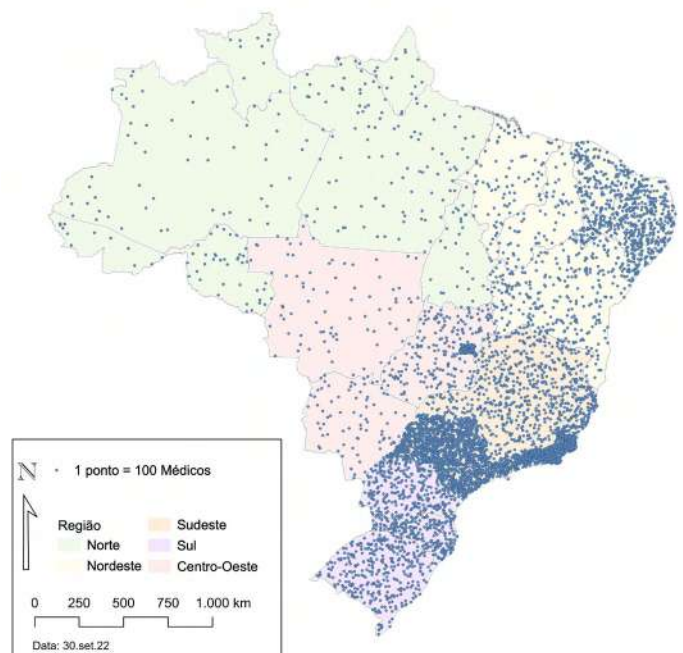 N
1 ponto = 100 Médicos
Região
Norte
Nordeste
Sudeste
Sul
Centro-Oeste
0 250 500 750 1.000 km
Data: 30.set.22